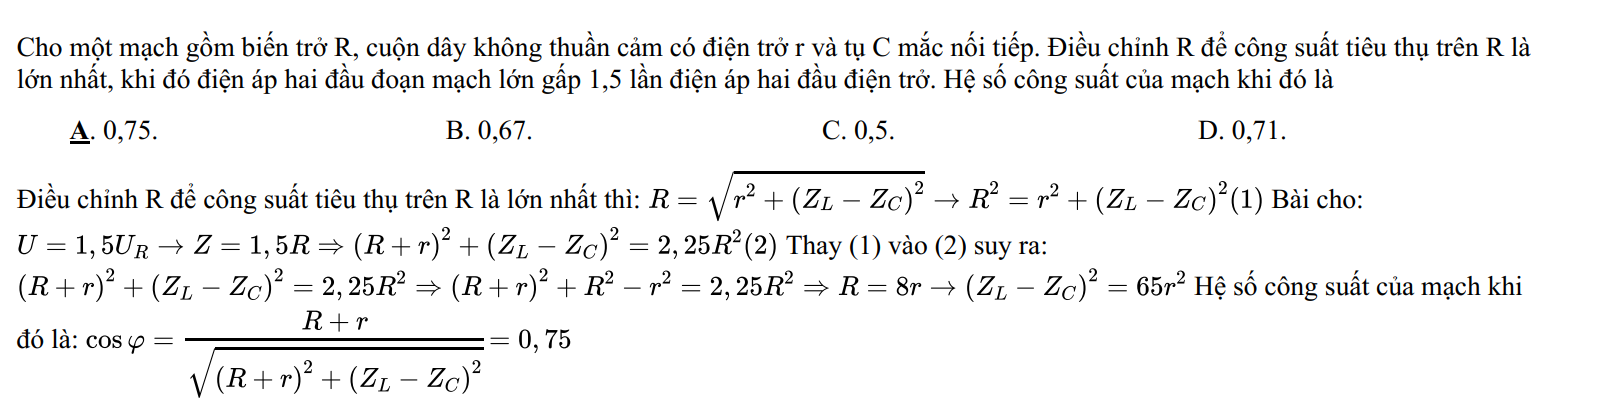 Cho một mạch gồm biến trở R, cuộn dây không thuần cảm có điện trở r và tụ C mắc nối tiếp. Điều chỉnh R để công suất tiêu thụ trên R là
lớn nhất, khi đó điện áp hai đầu đoạn mạch lớn gấp 1,5 lần điện áp hai đầu điện trở. Hệ số công suất của mạch khi đó là
A. 0,75. B. 0,67. C. 0,5. D. 0,71.
Điều chỉnh R để công suất tiêu thụ trên R là lớn nhất thì: $R = \sqrt{r^2 + (Z_L - Z_C)^2} \rightarrow R^2 = r^2 + (Z_L - Z_C)^2 (1)$ Bài cho:
$U = 1,5U_R \rightarrow Z = 1,5R \Rightarrow (R + r)^2 + (Z_L - Z_C)^2 = 2,25R^2 (2)$ Thay (1) vào (2) suy ra:
$(R + r)^2 + (Z_L - Z_C)^2 = 2,25R^2 \Rightarrow (R + r)^2 + R^2 - r^2 = 2,25R^2 \Rightarrow R = 8r \rightarrow (Z_L - Z_C)^2 = 65r^2$ Hệ số công suất của mạch khi
đó là: $\cos \varphi = \frac{R + r}{\sqrt{(R + r)^2 + (Z_L - Z_C)^2}} = 0,75$